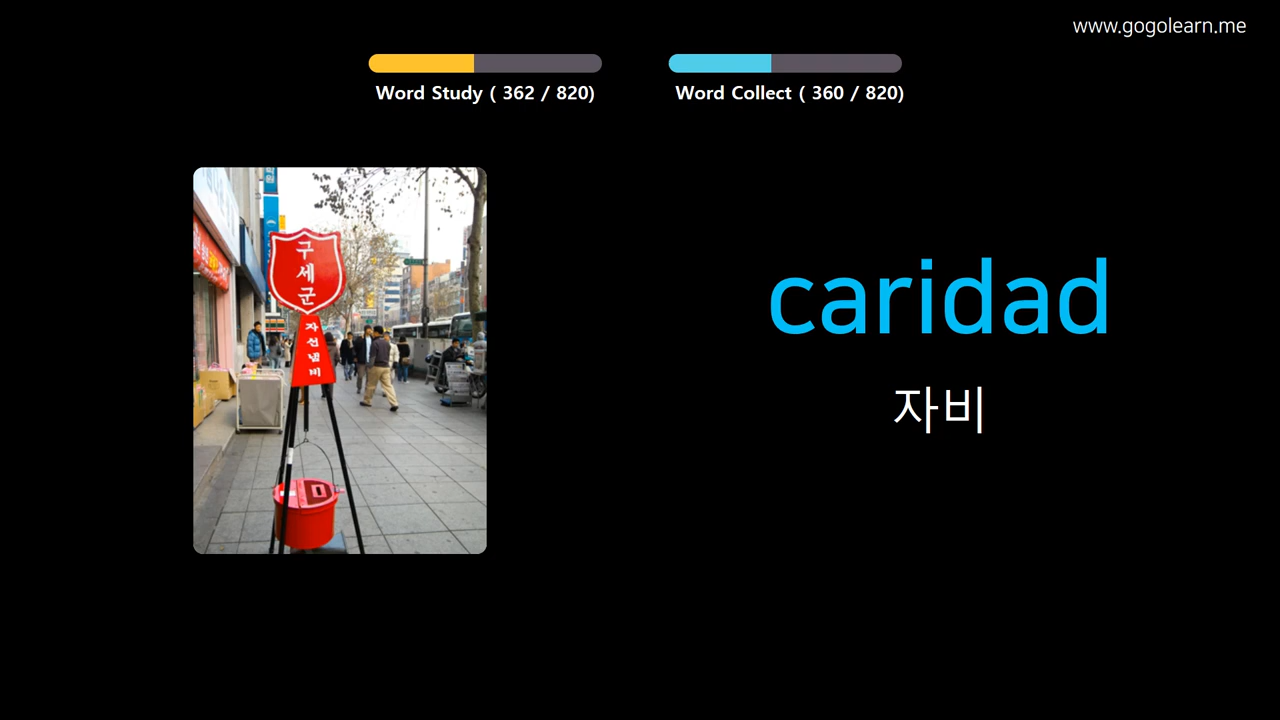 www.gogolearn.me
Word Study ( 362 / 820)
Word Collect ( 360 / 820)
구세군
자선냄비
caridad
자비